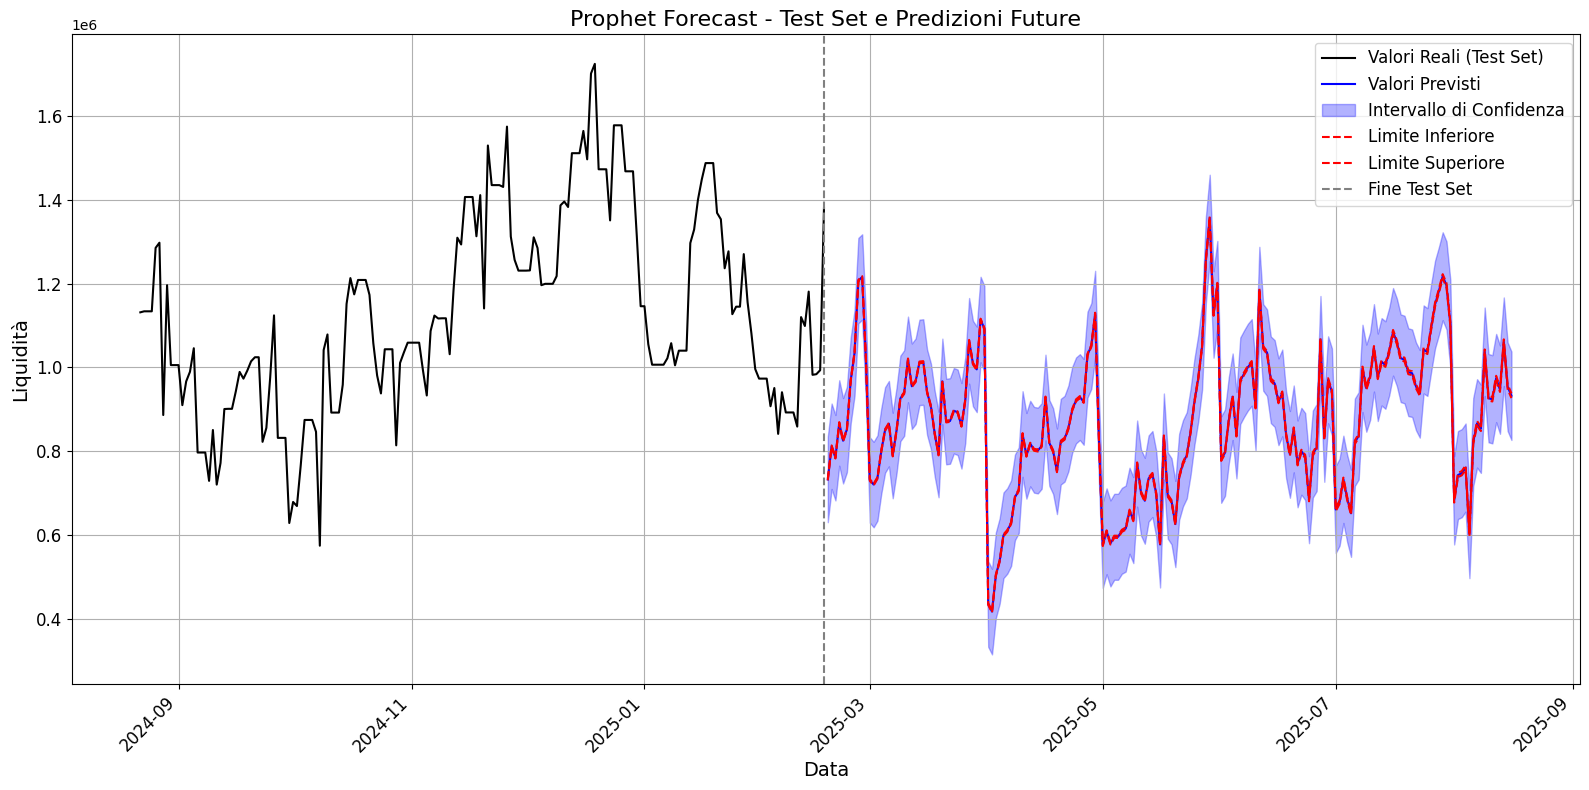 Prophet Forecast - Test Set e Predizioni Future
1e6
Valori Reali (Test Set)
Valori Previsti
Intervallo di Confidenza
Limite Inferiore
Limite Superiore
Fine Test Set
1.6
1.4
1.2
1.0
0.8
0.6
0.4
Liquidità
2024-09
2024-11
2025-01
2025-03
2025-05
2025-07
2025-09
Data